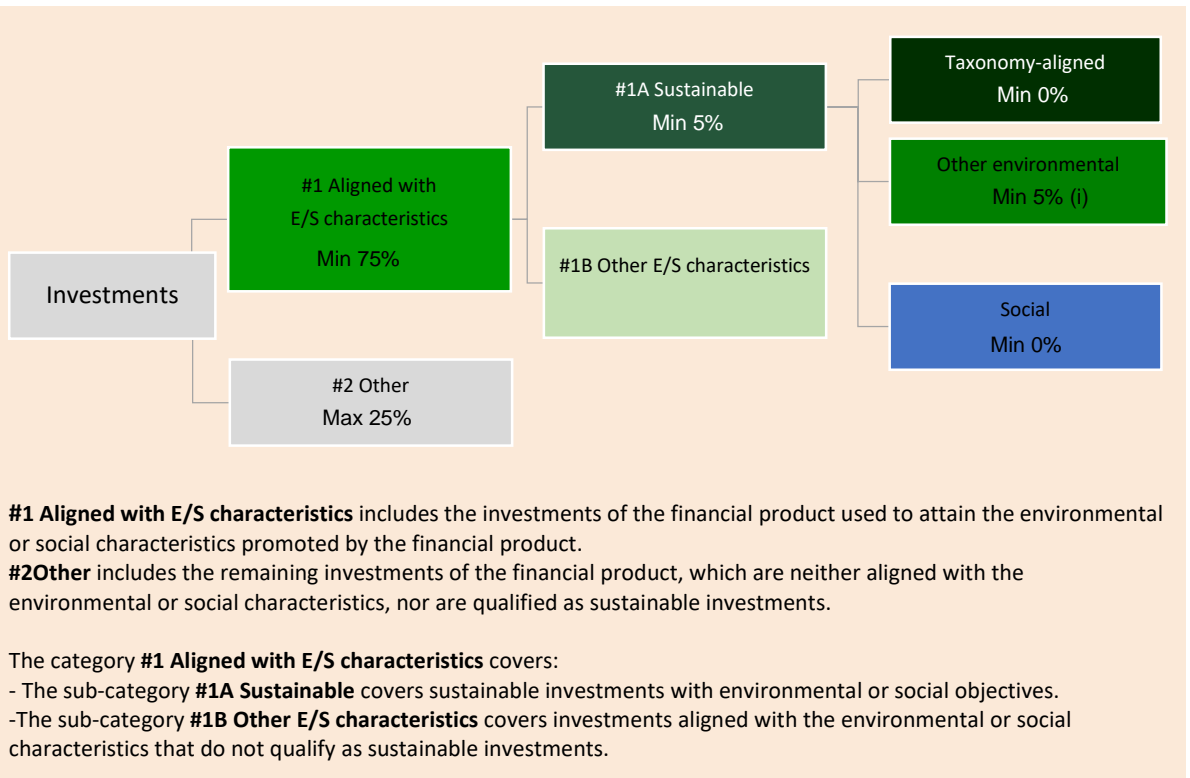 Investments
#1 Aligned with
E/S characteristics
Min 75%
#2 Other
Max 25%
#1A Sustainable
Min 5%
#1B Other E/S characteristics
Taxonomy-aligned
Min 0%
Other environmental
Min 5% (i)
Social
Min 0%
#1 Aligned with E/S characteristics includes the investments of the financial product used to attain the environmental
or social characteristics promoted by the financial product.
#2Other includes the remaining investments of the financial product, which are neither aligned with the
environmental or social characteristics, nor are qualified as sustainable investments.
The category #1 Aligned with E/S characteristics covers:
- The sub-category #1A Sustainable covers sustainable investments with environmental or social objectives.
-The sub-category #1B Other E/S characteristics covers investments aligned with the environmental or social
characteristics that do not qualify as sustainable investments.